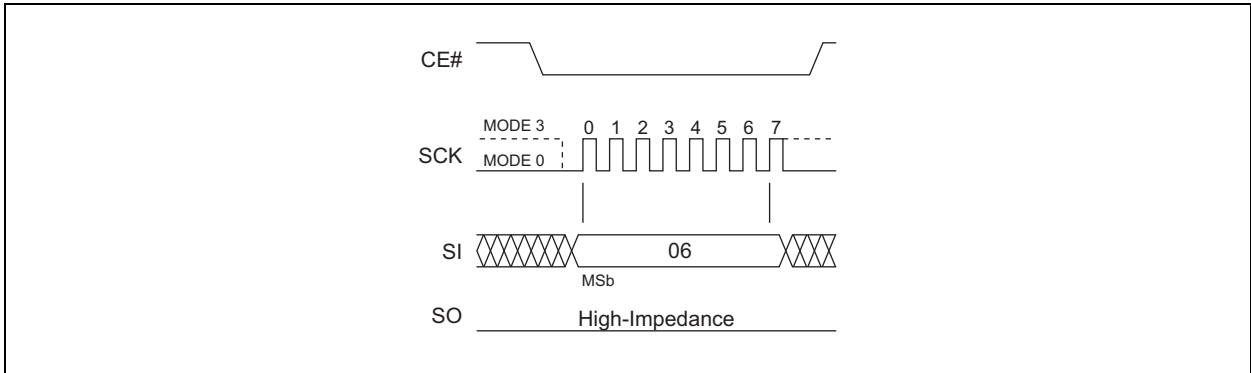 CE#
MODE 3
0 1 2 3 4 5 6 7
SCK
MODE 0
SI
06
MSb
SO
High-Impedance